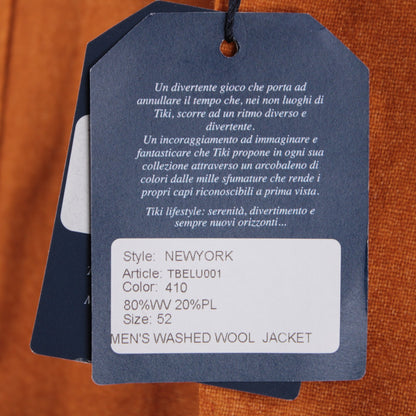 Un divertente gioco che porta ad
annullare il tempo che, nei non luoghi di
Tiki, scorre ad un ritmo diverso e
divertente.
Un incoraggiamento ad immaginare e
fantasticare che Tiki propone in ogni sua
collezione attraverso un arcobaleno di
colori dalle mille sfumature che rende i
propri capi riconoscibili a prima vista.
Tiki lifestyle: serenità, divertimento e
sempre nuovi orizzonti...
Style: NEWYORK
Article: TBELU001
Color: 410
80%WV 20%PL
Size: 52
MEN'S WASHED WOOL JACKET